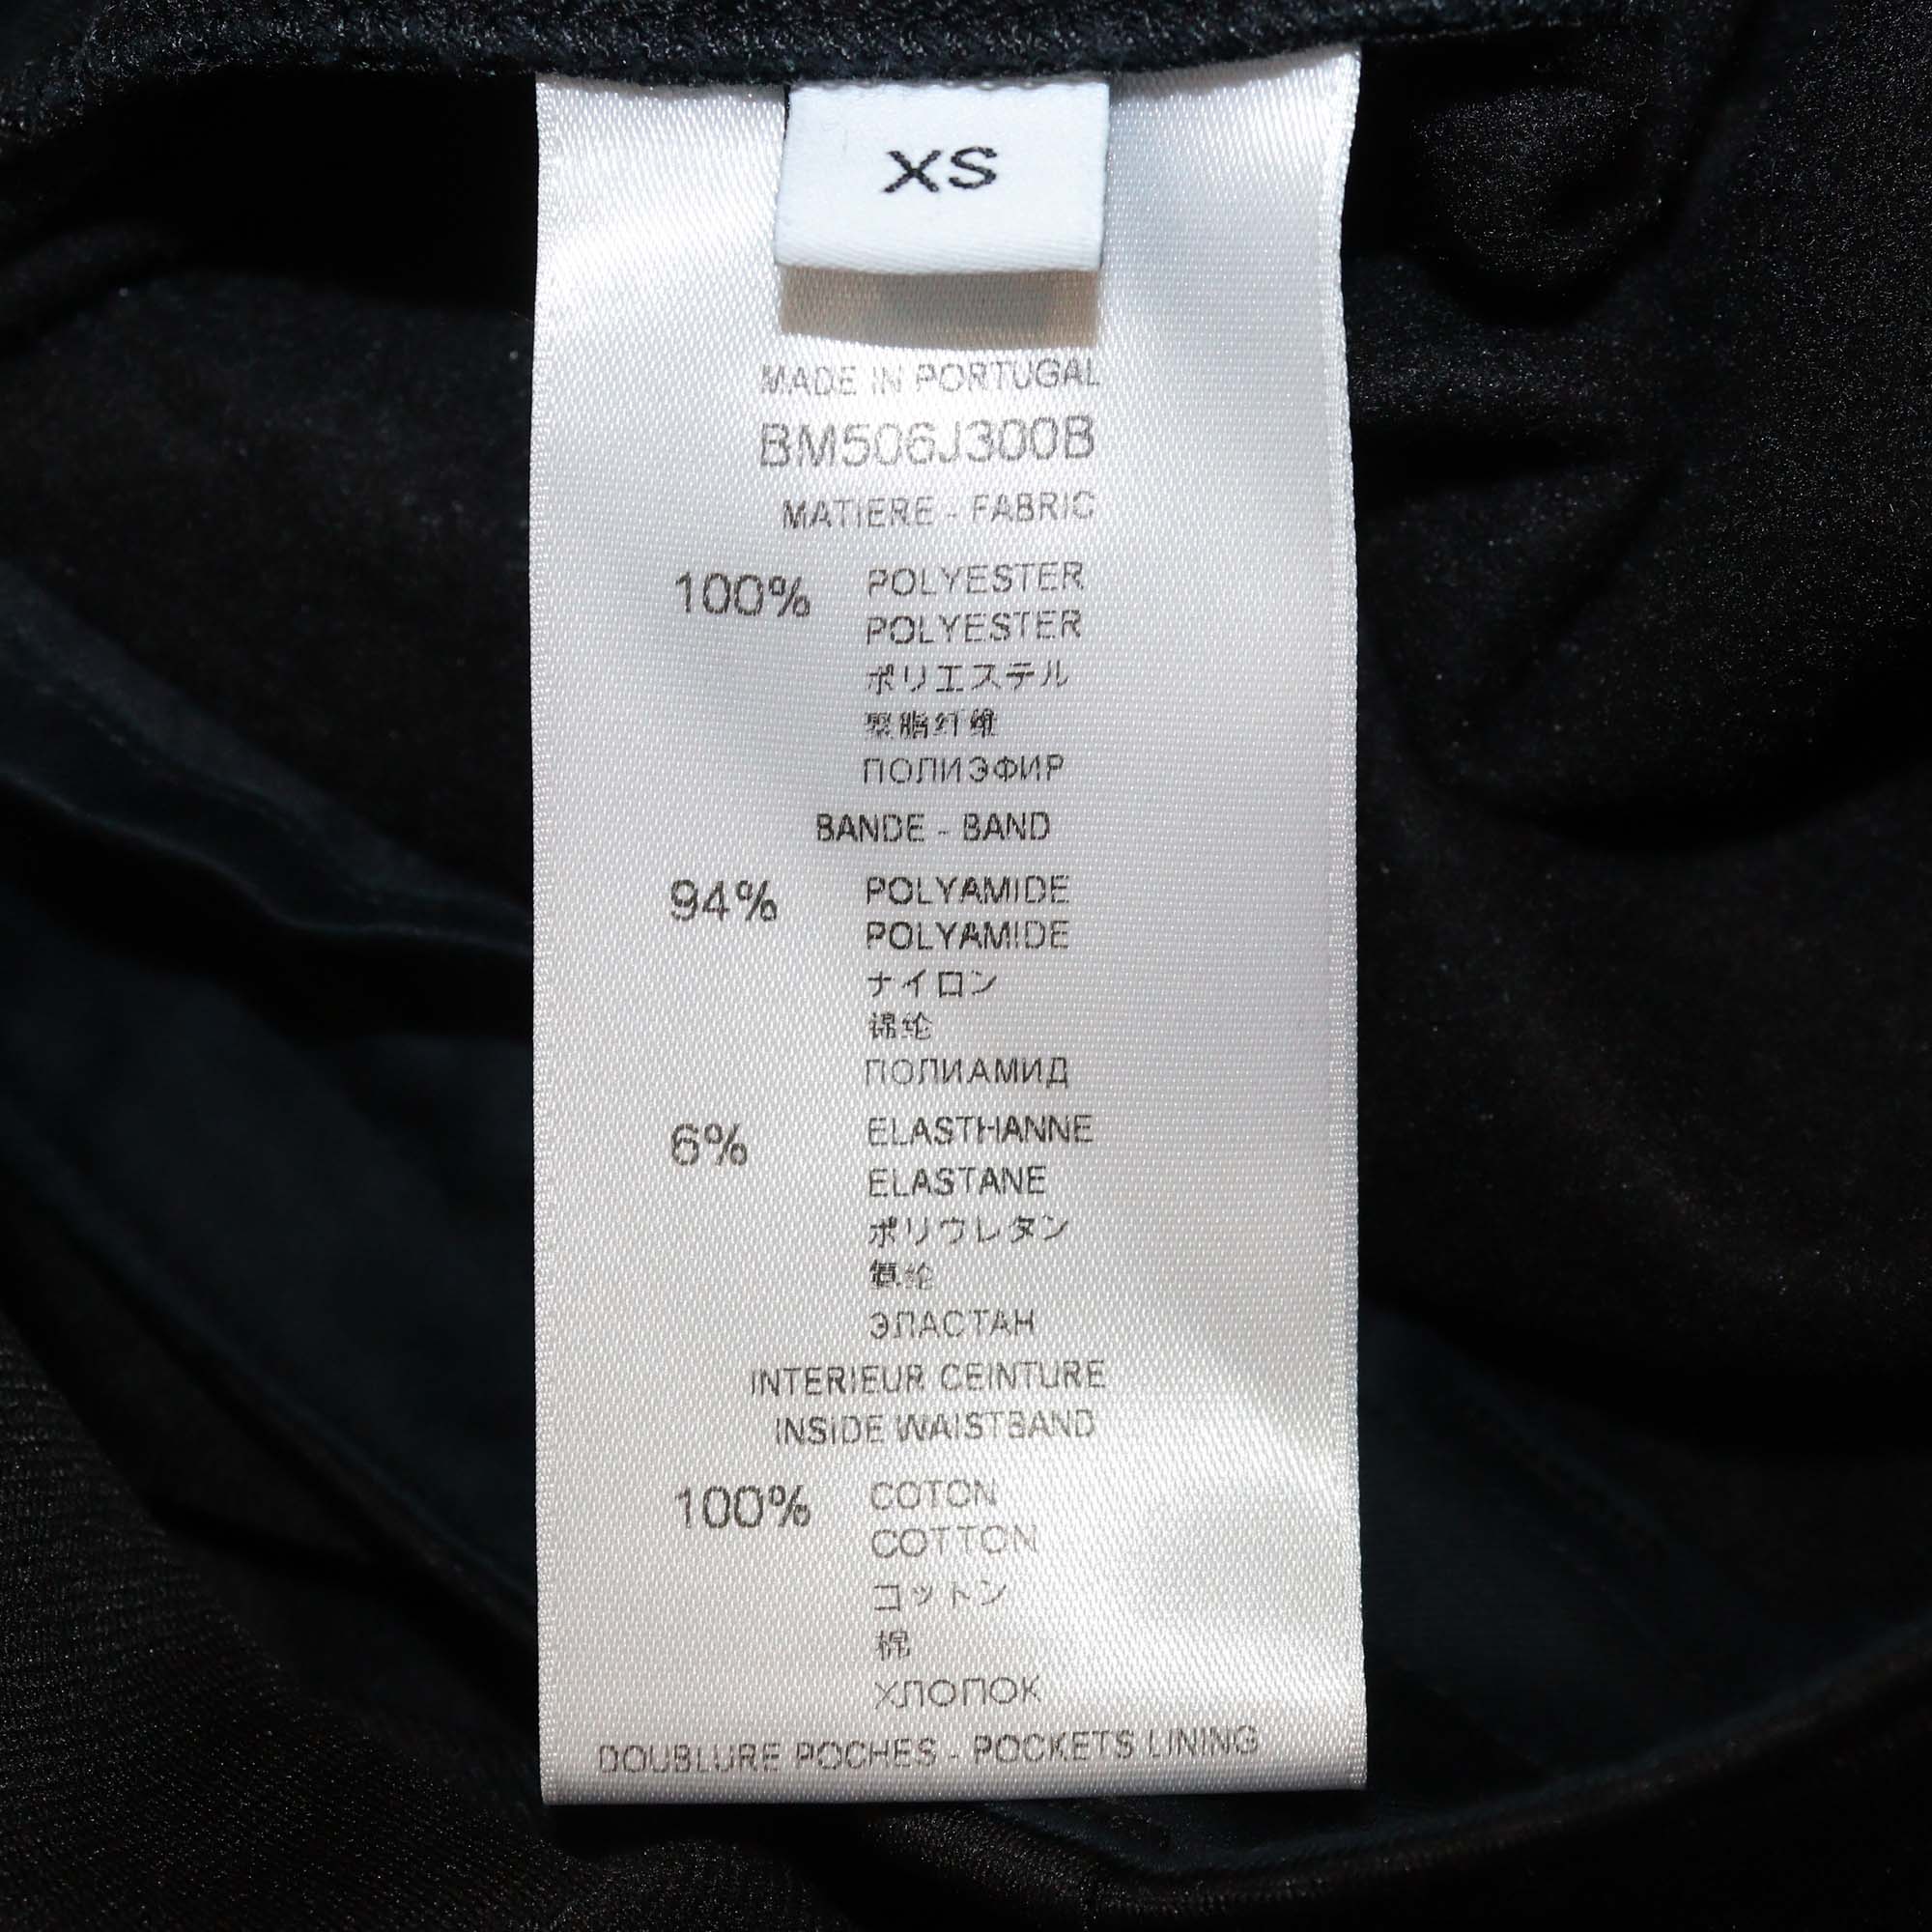 XS
MADE IN PORTUGAL
BM506J300B
MATIERE - FABRIC
100% POLYESTER
POLYESTER
ポリエステル
聚脂纤维
ПОЛИЭФИР
BANDE - BAND
94% POLYAMIDE
POLYAMIDE
ナイロン
锦纶
ПОЛИАМИД
6% ELASTHANNE
ELASTANE
ポリウレタン
氨纶
ЭЛАСТАН
INTERIEUR CEINTURE
INSIDE WAISTBAND
100% COTON
COTTON
コットン
棉
ХЛОПОК
DOUBLURE POCHES - POCKETS LINING